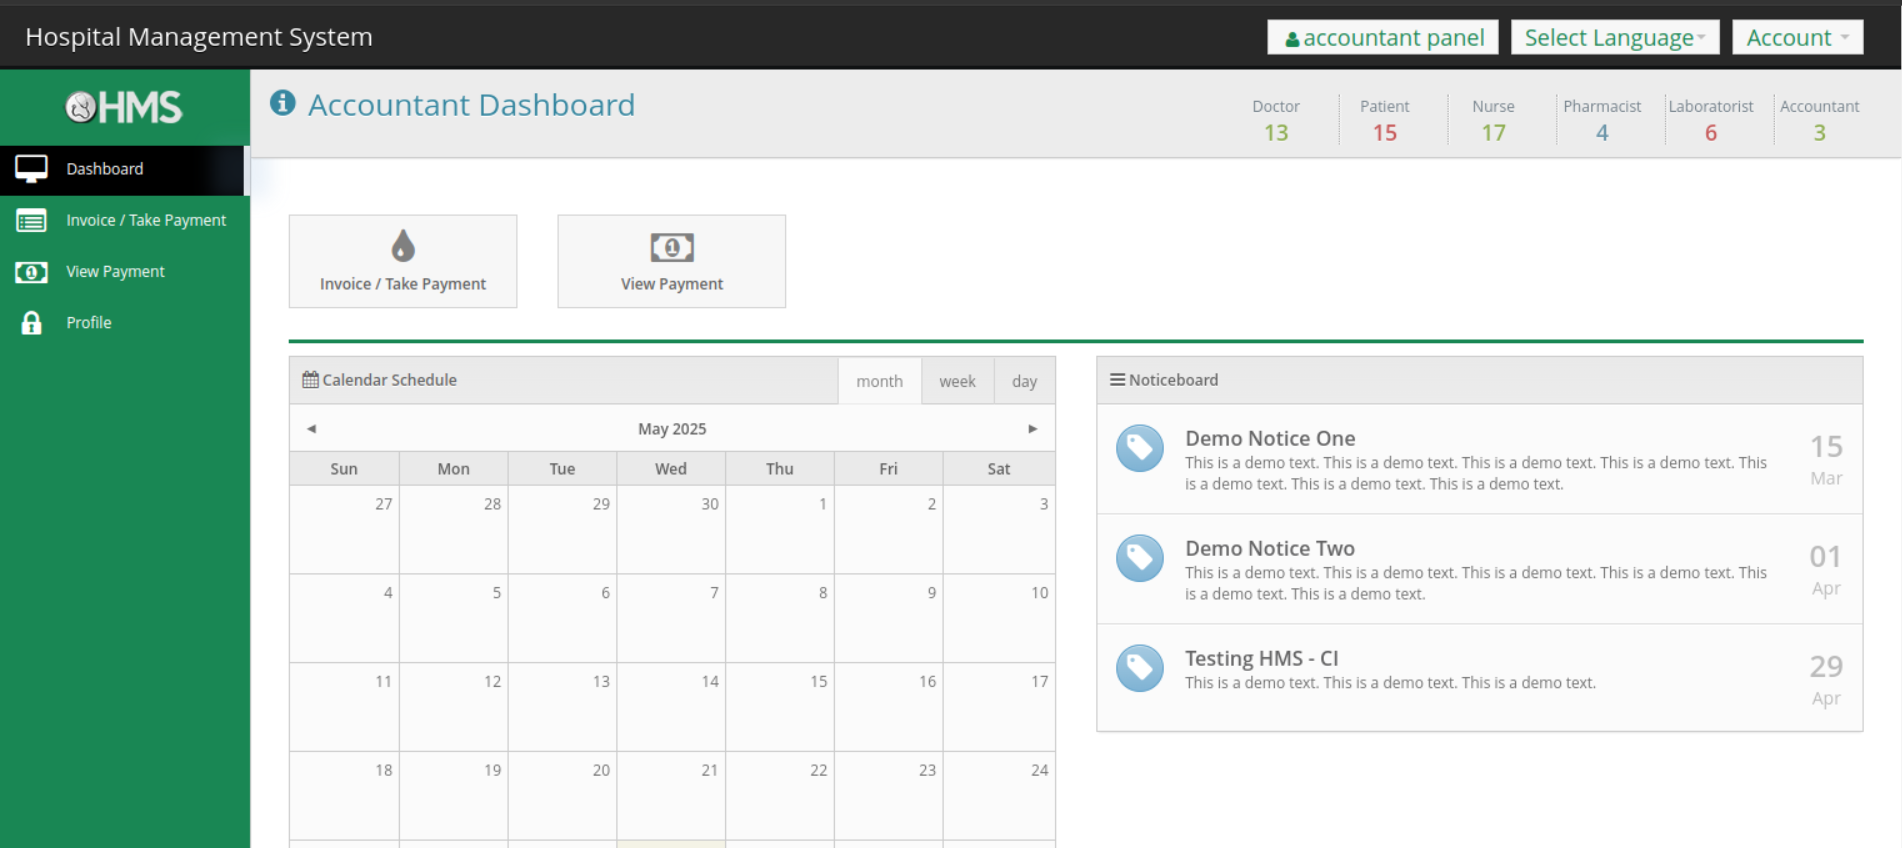 Hospital Management System
accountant panel
Select Language
Account
HMS
Accountant Dashboard
Doctor
13
Patient
15
Nurse
17
Pharmacist
4
Laboratorist
6
Accountant
3
Dashboard
Invoice / Take Payment
View Payment
Profile
Invoice / Take Payment
View Payment
Calendar Schedule
month
week
day
◄
May 2025
►
Sun Mon Tue Wed Thu Fri Sat
27 28 29 30 1 2 3
4 5 6 7 8 9 10
11 12 13 14 15 16 17
18 19 20 21 22 23 24
Noticeboard
Demo Notice One
This is a demo text. This is a demo text. This is a demo text. This is a demo text. This
is a demo text. This is a demo text. This is a demo text.
15
Mar
Demo Notice Two
This is a demo text. This is a demo text. This is a demo text. This is a demo text. This
is a demo text. This is a demo text.
01
Apr
Testing HMS - CI
This is a demo text. This is a demo text. This is a demo text.
29
Apr